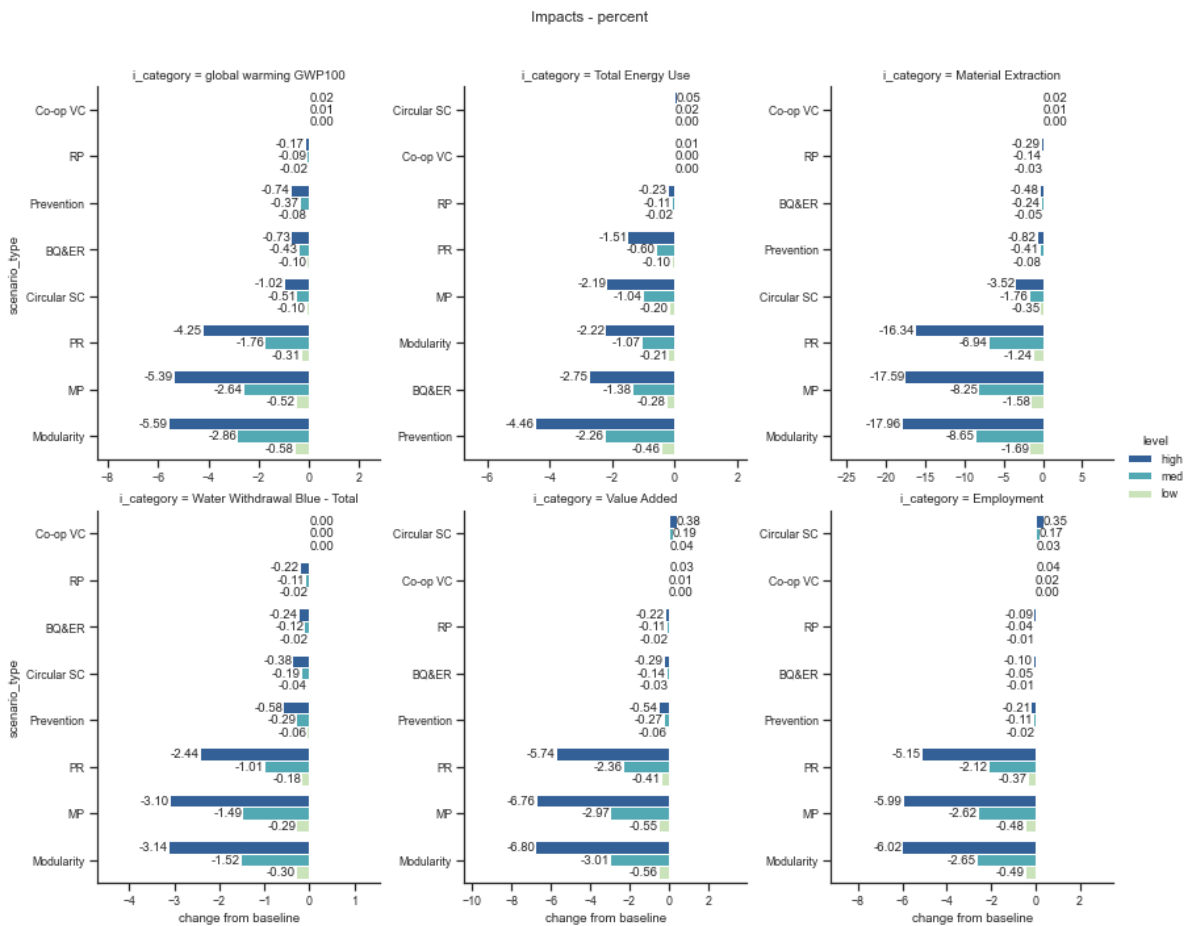 Impacts - percent
i_category = global warming GWP100
Co-op VC
0.02
0.01
0.00
RP
-0.17
-0.09
-0.02
Prevention
-0.74
-0.37
-0.08
BQ&ER
-0.73
-0.43
-0.10
Circular SC
-1.02
-0.51
-0.10
PR
-4.25
-1.76
-0.31
MP
-5.39
-2.64
-0.52
Modularity
-5.59
-2.86
-0.58
scenario_type
−8 −6 −4 −2 0 2
i_category = Total Energy Use
Circular SC
0.05
0.02
0.00
Co-op VC
0.01
0.00
0.00
RP
-0.23
-0.11
-0.02
PR
-1.51
-0.60
-0.10
MP
-2.19
-1.04
-0.20
Modularity
-2.22
-1.07
-0.21
BQ&ER
-2.75
-1.38
-0.28
Prevention
-4.46
-2.26
-0.46
−6 −4 −2 0 2
i_category = Material Extraction
Co-op VC
0.02
0.01
0.00
RP
-0.29
-0.14
-0.03
BQ&ER
-0.48
-0.24
-0.05
Prevention
-0.82
-0.41
-0.08
Circular SC
-3.52
-1.76
-0.35
PR
-16.34
-6.94
-1.24
MP
-17.59
-8.25
-1.58
Modularity
-17.96
-8.65
-1.69
−25 −20 −15 −10 −5 0 5
level
high
med
low
i_category = Water Withdrawal Blue - Total
Co-op VC
0.00
0.00
0.00
RP
-0.22
-0.11
-0.02
BQ&ER
-0.24
-0.12
-0.02
Circular SC
-0.38
-0.19
-0.04
Prevention
-0.58
-0.29
-0.06
PR
-2.44
-1.01
-0.18
MP
-3.10
-1.49
-0.29
Modularity
-3.14
-1.52
-0.30
scenario_type
−4 −3 −2 −1 0 1
change from baseline
i_category = Value Added
Circular SC
0.38
0.19
0.04
Co-op VC
0.03
0.01
0.00
RP
-0.22
-0.11
-0.02
BQ&ER
-0.29
-0.14
-0.03
Prevention
-0.54
-0.27
-0.06
PR
-5.74
-2.36
-0.41
MP
-6.76
-2.97
-0.55
Modularity
-6.80
-3.01
-0.56
−10 −8 −6 −4 −2 0 2
change from baseline
i_category = Employment
Circular SC
0.35
0.17
0.03
Co-op VC
0.04
0.02
0.00
RP
-0.09
-0.04
-0.01
BQ&ER
-0.10
-0.05
-0.01
Prevention
-0.21
-0.11
-0.02
PR
-5.15
-2.12
-0.37
MP
-5.99
-2.62
-0.48
Modularity
-6.02
-2.65
-0.49
−8 −6 −4 −2 0 2
change from baseline